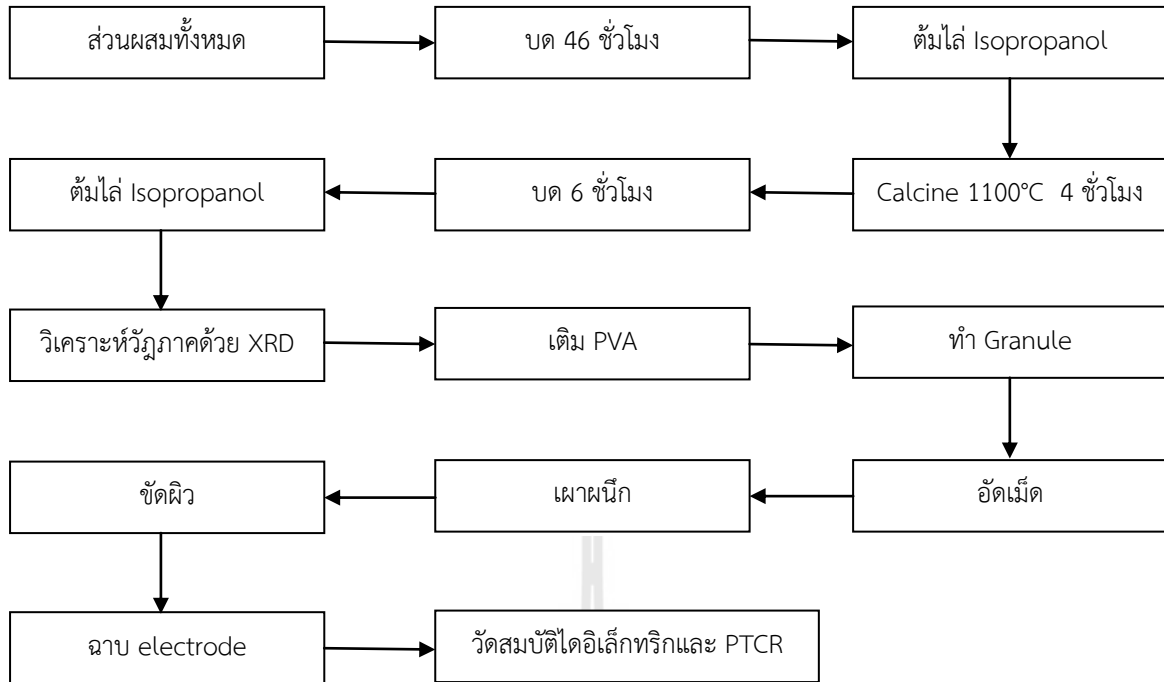 ส่วนผสมทั้งหมด
บด 46 ชั่วโมง
ต้มไล่ Isopropanol
Calcine 1100°C 4 ชั่วโมง
บด 6 ชั่วโมง
ต้มไล่ Isopropanol
วิเคราะห์วัฎภาคด้วย XRD
เติม PVA
ทำ Granule
อัดเม็ด
เผาผนึก
ขัดผิว
ฉาบ electrode
วัดสมบัติไดอิเล็กทริกและ PTCR